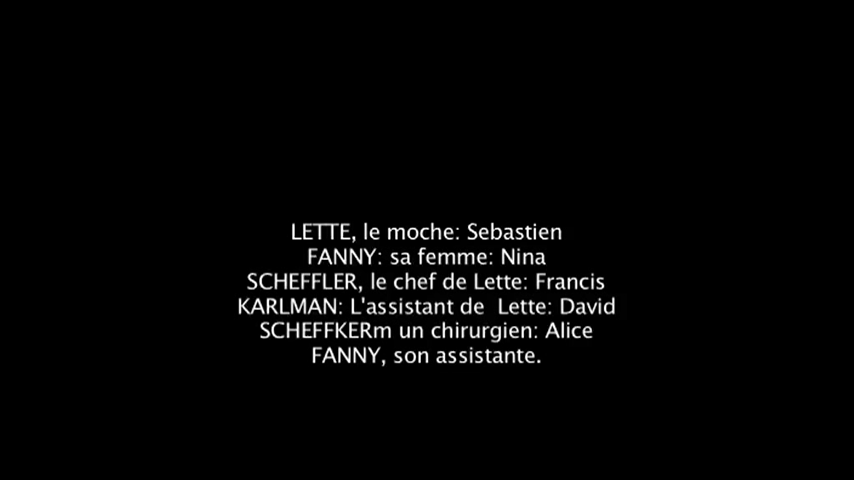 LETTE, le moche: Sebastien
FANNY: sa femme: Nina
SCHEFFLER, le chef de Lette: Francis
KARLMAN: L'assistant de  Lette: David
SCHEFFKERm un chirurgien: Alice
FANNY, son assistante.